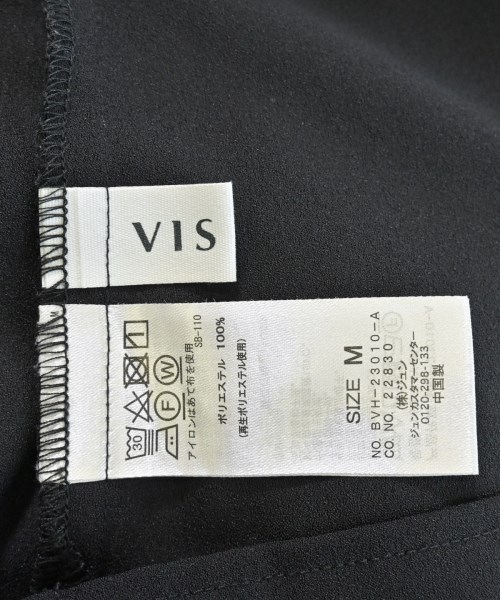 VIS
30
F
W
アイロンはあて布を使用
SB-110
ポリエステル 100%
(再生ポリエステル使用)
SIZE M
NO. BVH-23010-A
CO. NO. 22830
(株)ジュン
ジュンカスタマーセンター
0120-298-133
中国製